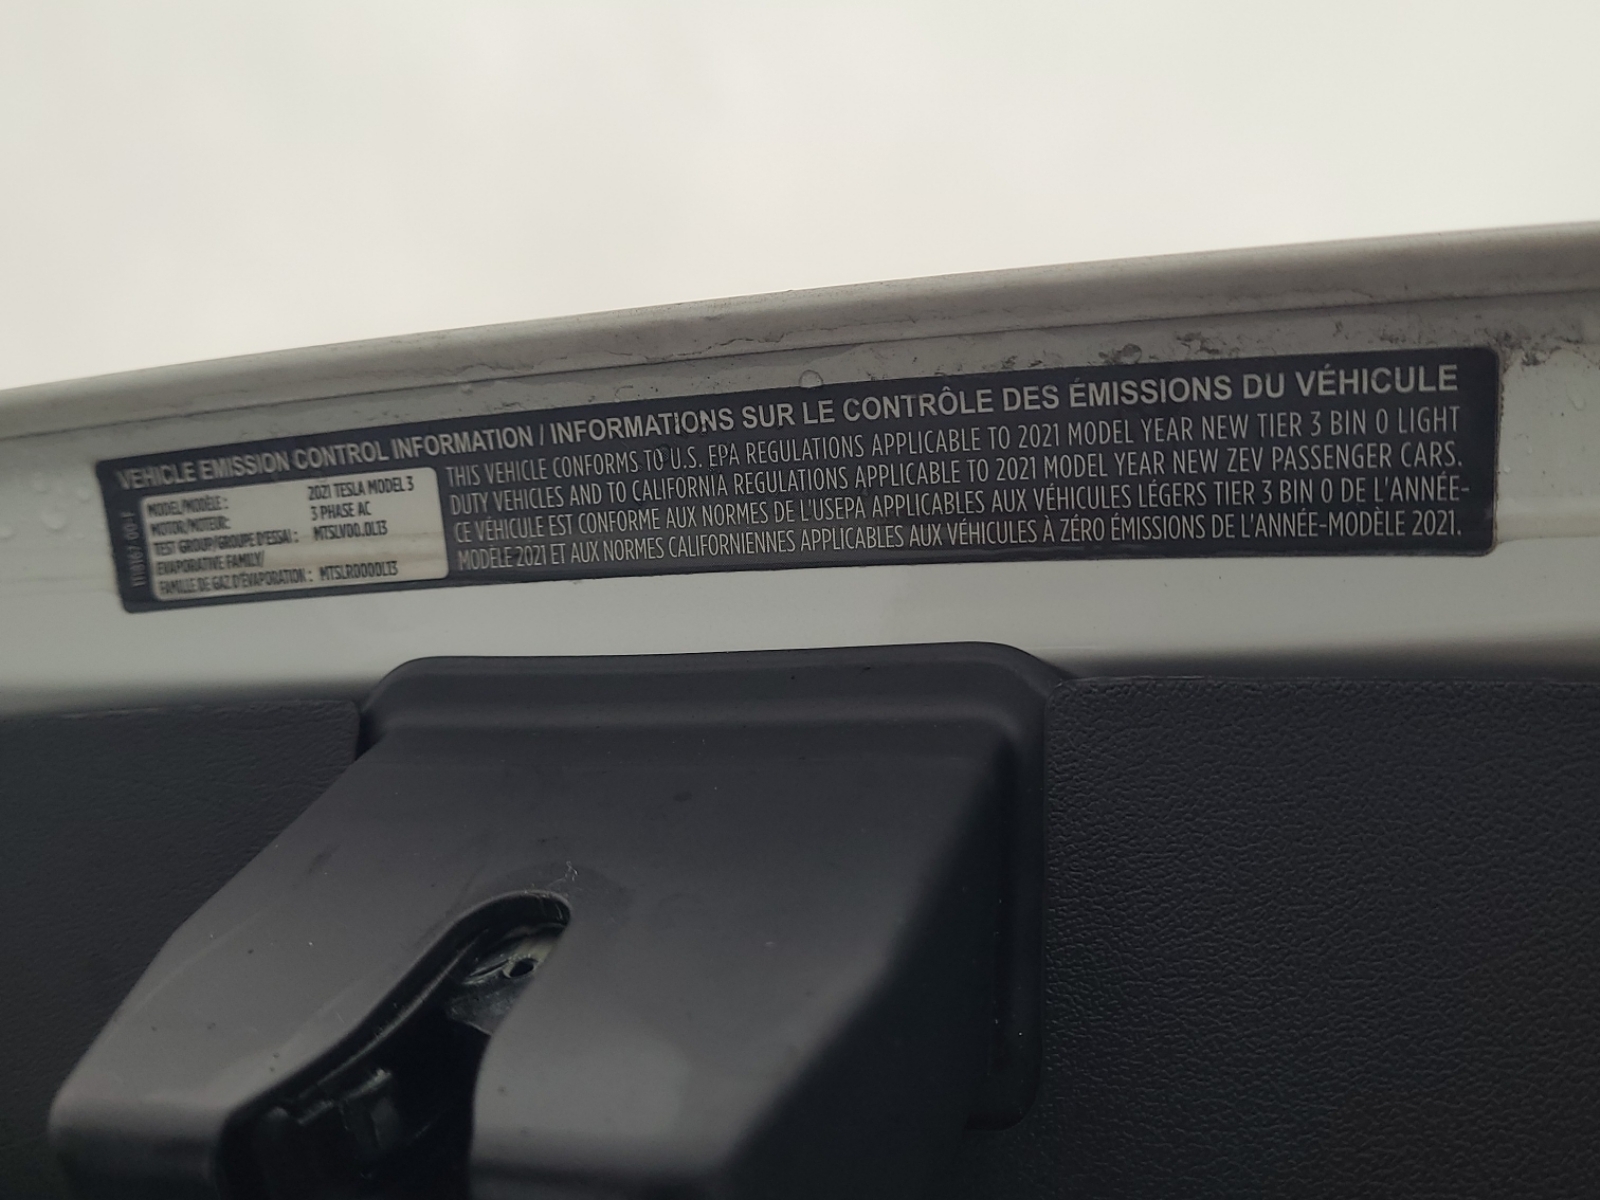 VEHICLE EMISSION CONTROL INFORMATION / INFORMATIONS SUR LE CONTRÔLE DES ÉMISSIONS DU VÉHICULE
MODEL/MODÈLE: 2021 TESLA MODEL 3
MOTOR/MOTEUR: 3 PHASE AC
TEST GROUP/GROUPE D'ESSAI: MTSLV00.0L13
EVAPORATIVE FAMILY/
FAMILLE DE GAZ D'ÉVAPORATION: MTSLR0000L13
THIS VEHICLE CONFORMS TO U.S. EPA REGULATIONS APPLICABLE TO 2021 MODEL YEAR NEW TIER 3 BIN 0 LIGHT
DUTY VEHICLES AND TO CALIFORNIA REGULATIONS APPLICABLE TO 2021 MODEL YEAR NEW ZEV PASSENGER CARS.
CE VÉHICULE EST CONFORME AUX NORMES DE L'USEPA APPLICABLES AUX VÉHICULES LÉGERS TIER 3 BIN 0 DE L'ANNÉE-
MODÈLE 2021 ET AUX NORMES CALIFORNIENNES APPLICABLES AUX VÉHICULES À ZÉRO ÉMISSIONS DE L'ANNÉE-MODÈLE 2021.